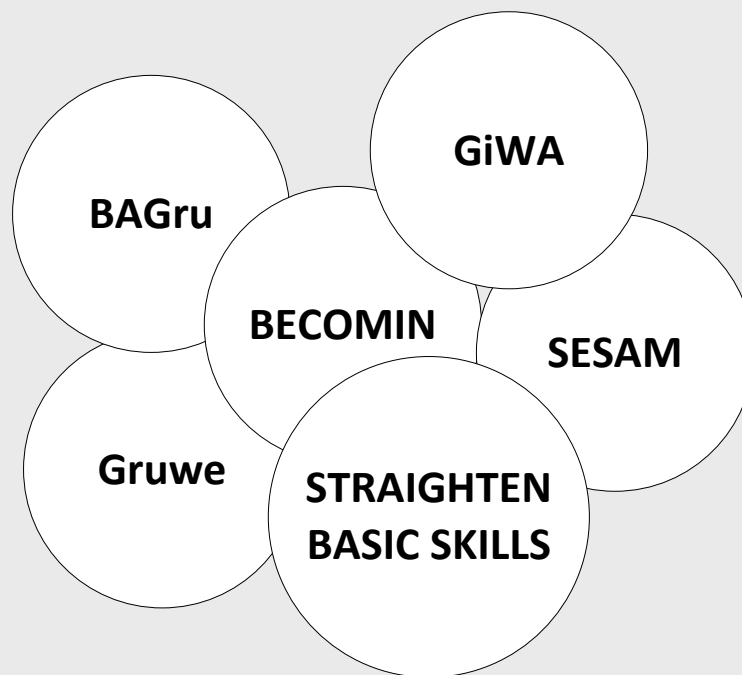 GiWA
BAGru
BECOMIN
SESAM
Gruwe
STRAIGHTEN
BASIC SKILLS